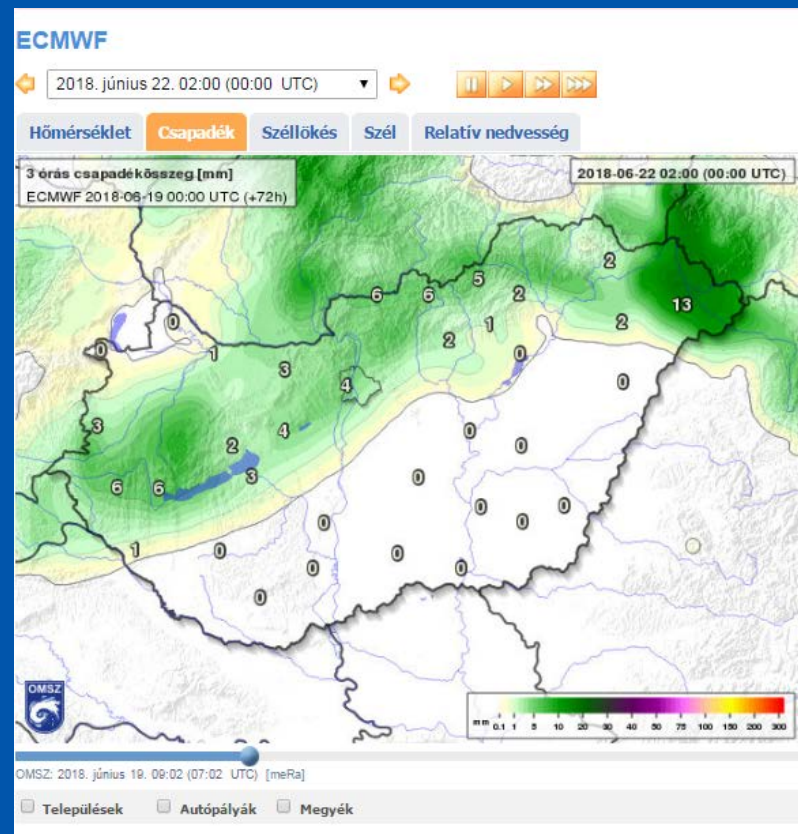 ECMWF
2018. június 22. 02:00 (00:00 UTC)
Hőmérséklet Csapadék Széllökés Szél Relatív nedvesség
3 órás csapadékösszeg [mm]
ECMWF 2018-06-19 00:00 UTC (+72h)
2018-06-22 02:00 (00:00 UTC)
2
5
6 6 2
13
0 1 2
0 1 2 0
3
4 0
3
2 4 0 0
3
6 6 0
0 0
0 0
1 0 0
0 0
0
OMSZ
mm 0.1 1 5 10 20 30 40 50 75 100 150 200 300
OMSZ: 2018. június 19. 09:02 (07:02 UTC) [meRa]
Települések Autópályák Megyék